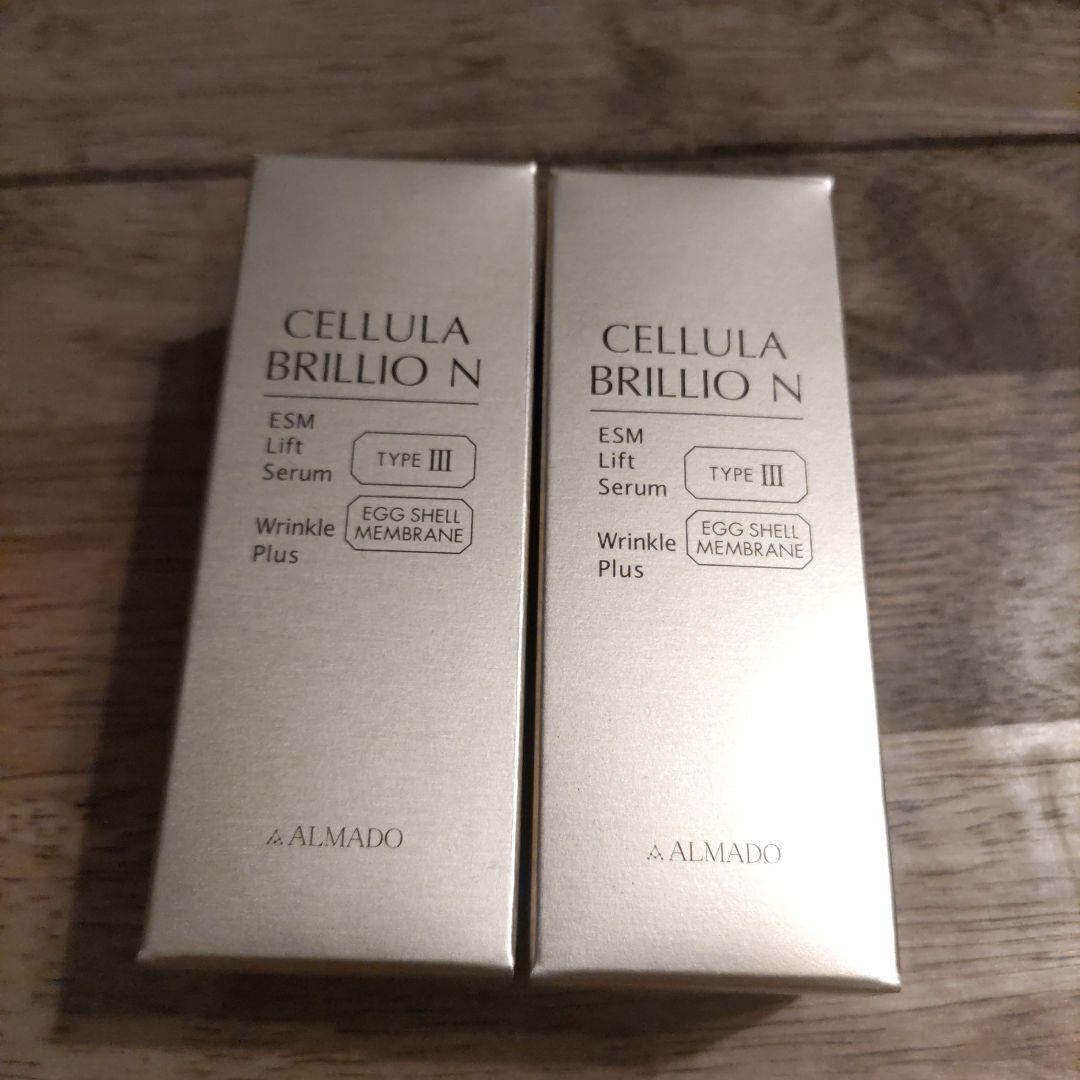 CELLULA
BRILLIO N
ESM
Lift
Serum
TYPE III
Wrinkle
Plus
EGG SHELL
MEMBRANE
ALMADO
CELLULA
BRILLIO N
ESM
Lift
Serum
TYPE III
Wrinkle
Plus
EGG SHELL
MEMBRANE
ALMADO